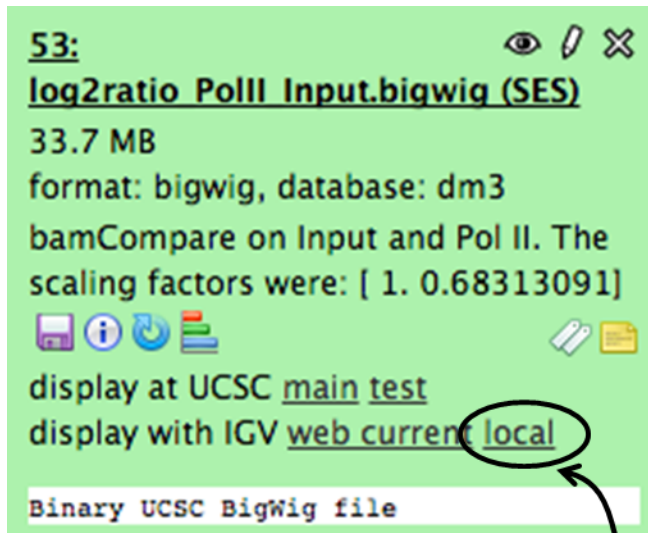 53:
log2ratio_PolII_Input.bigwig (SES)
33.7 MB
format: bigwig, database: dm3
bamCompare on Input and Pol II. The
scaling factors were: [ 1. 0.68313091]
display at UCSC main test
display with IGV web current local
Binary UCSC BigWig file